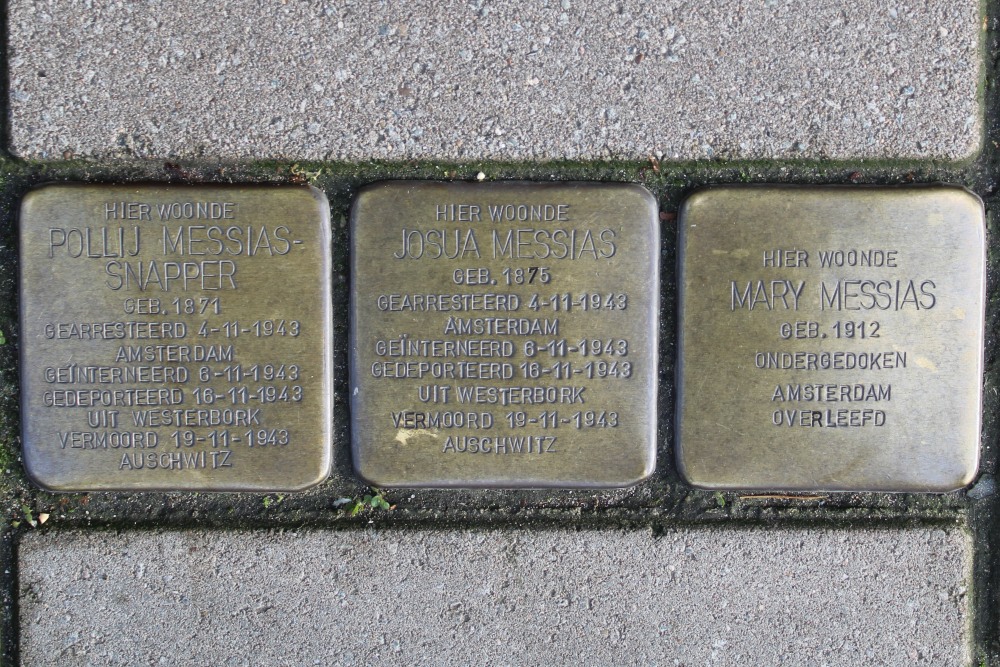 HIER WOONDE
POLLIJ MESSIAS-
SNAPPER
GEB. 1871
GEARRESTEERD 4-11-1943
AMSTERDAM
GEÏNTERNEERD 6-11-1943
GEDEPORTEERD 16-11-1943
UIT WESTERBORK
VERMOORD 19-11-1943
AUSCHWITZ
HIER WOONDE
JOSUA MESSIAS
GEB. 1875
GEARRESTEERD 4-11-1943
AMSTERDAM
GEÏNTERNEERD 6-11-1943
GEDEPORTEERD 16-11-1943
UIT WESTERBORK
VERMOORD 19-11-1943
AUSCHWITZ
HIER WOONDE
MARY MESSIAS
GEB. 1912
ONDERGEDOKEN
AMSTERDAM
OVERLEEFD